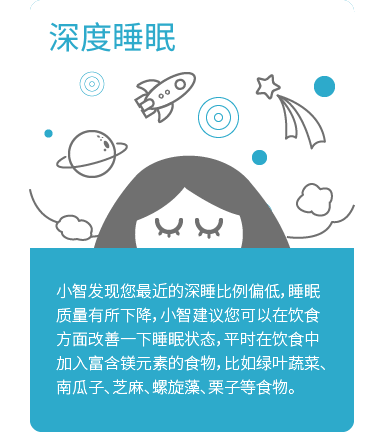 深度睡眠
小智发现您最近的深睡比例偏低，睡眠
质量有所下降，小智建议您可以在饮食
方面改善一下睡眠状态，平时在饮食中
加入富含镁元素的食物，比如绿叶蔬菜、
南瓜子、芝麻、螺旋藻、栗子等食物。